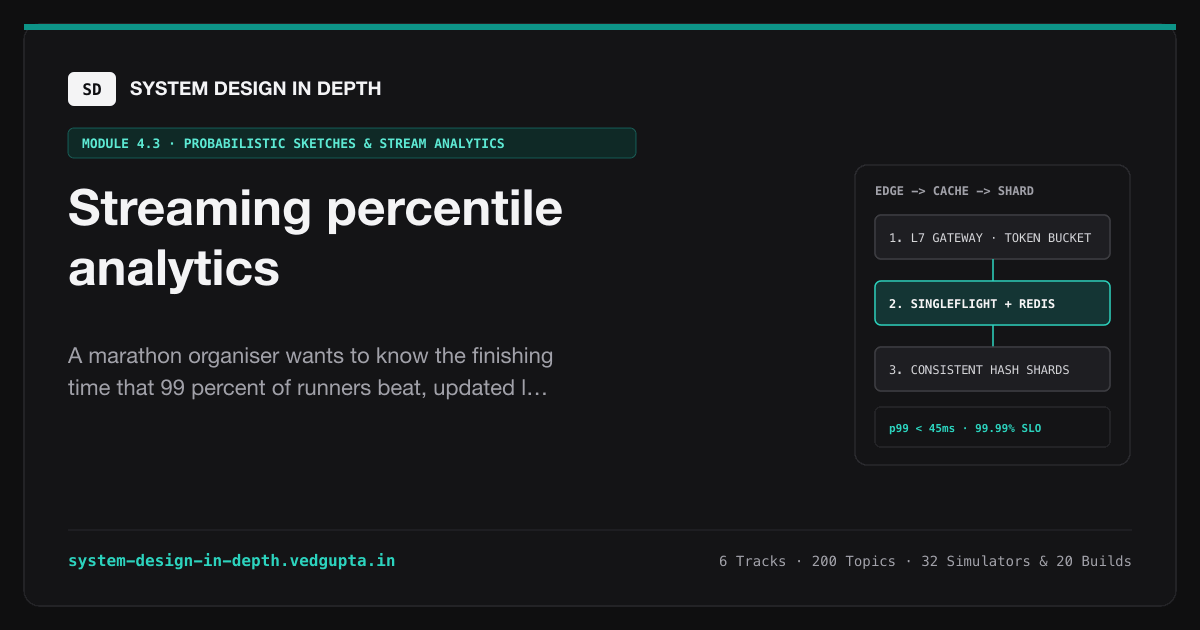 SD SYSTEM DESIGN IN DEPTH
MODULE 4.3 · PROBABILISTIC SKETCHES & STREAM ANALYTICS
Streaming percentile
analytics
A marathon organiser wants to know the finishing
time that 99 percent of runners beat, updated l…
EDGE —> CACHE —> SHARD
1. L7 GATEWAY · TOKEN BUCKET
2. SINGLEFLIGHT + REDIS
3. CONSISTENT HASH SHARDS
p99 < 45ms · 99.99% SLO
system-design-in-depth.vedgupta.in
6 Tracks · 200 Topics · 32 Simulators & 20 Builds